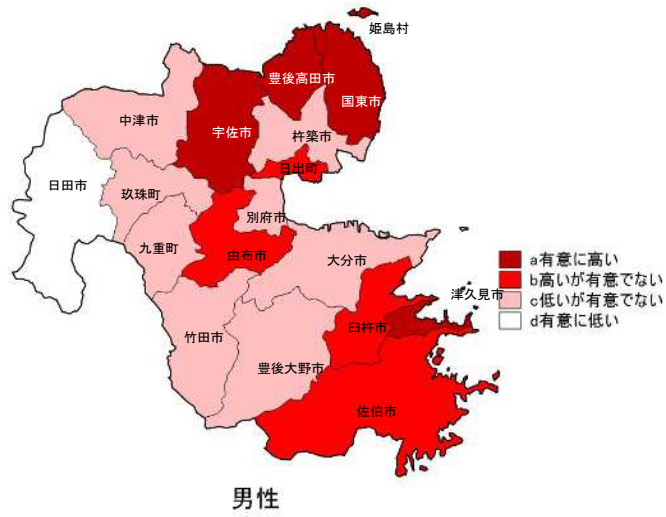 姫島村
豊後高田市
国東市
中津市
宇佐市
杵築市
日出町
日田市
玖珠町
別府市
九重町
由布市
大分市
津久見市
臼杵市
竹田市
豊後大野市
佐伯市
a有意に高い
b高いが有意でない
c低いが有意でない
d有意に低い
男性